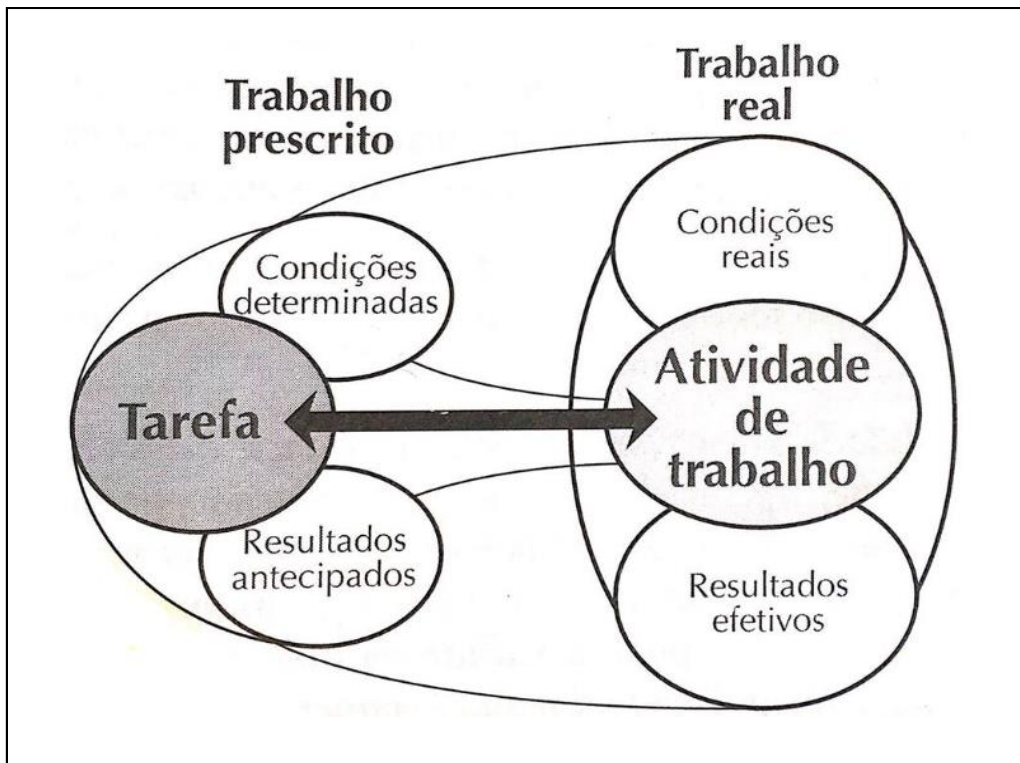 Trabalho
prescrito
Trabalho
real
Condições
determinadas
Condições
reais
Tarefa
Atividade
de
trabalho
Resultados
antecipados
Resultados
efetivos